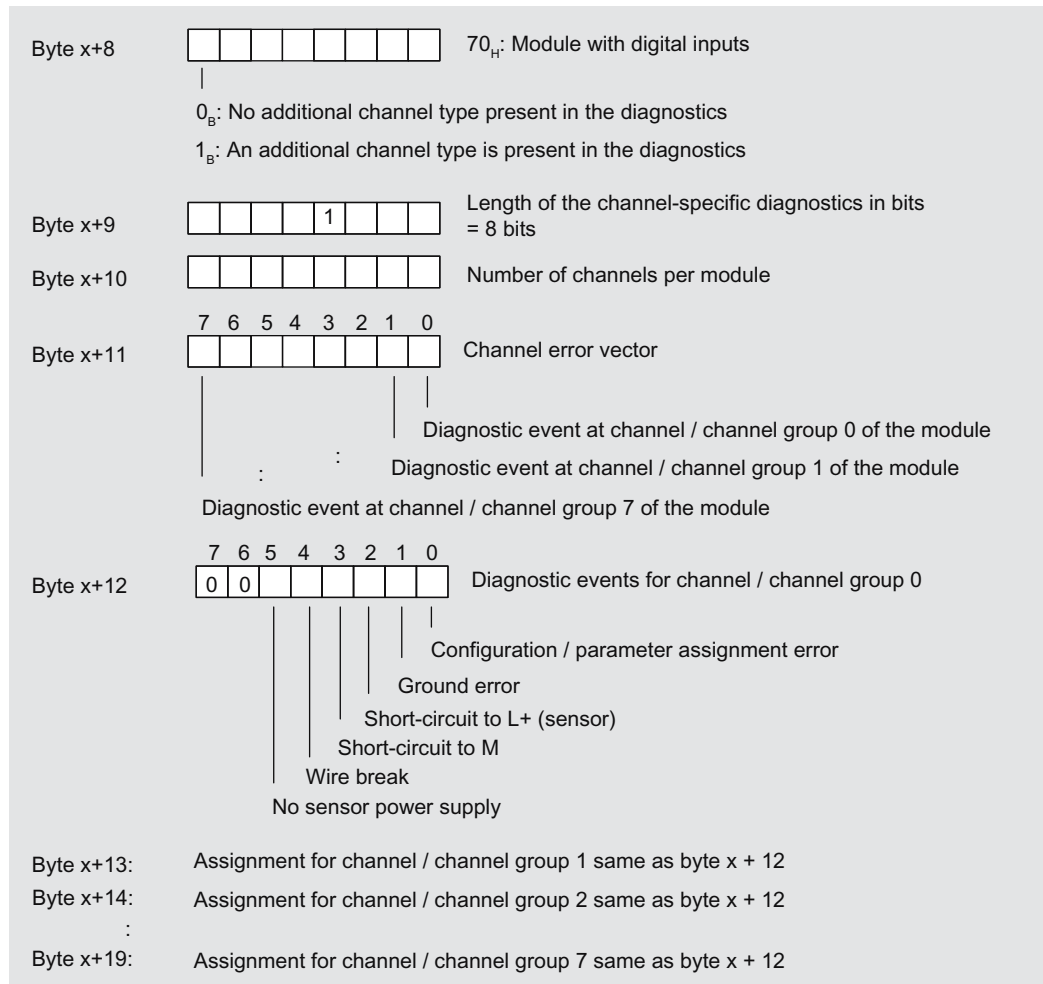 Byte x+8 70H: Module with digital inputs
0B: No additional channel type present in the diagnostics
1B: An additional channel type is present in the diagnostics
Length of the channel-specific diagnostics in bits
Byte x+9 1 = 8 bits
Byte x+10 Number of channels per module
7 6 5 4 3 2 1 0
Byte x+11 Channel error vector
Diagnostic event at channel / channel group 0 of the module
: : Diagnostic event at channel / channel group 1 of the module
Diagnostic event at channel / channel group 7 of the module
7 6 5 4 3 2 1 0
Byte x+12 0 0 Diagnostic events for channel / channel group 0
Configuration / parameter assignment error
Ground error
Short-circuit to L+ (sensor)
Short-circuit to M
Wire break
No sensor power supply
Byte x+13: Assignment for channel / channel group 1 same as byte x + 12
Byte x+14: Assignment for channel / channel group 2 same as byte x + 12
:
Byte x+19: Assignment for channel / channel group 7 same as byte x + 12